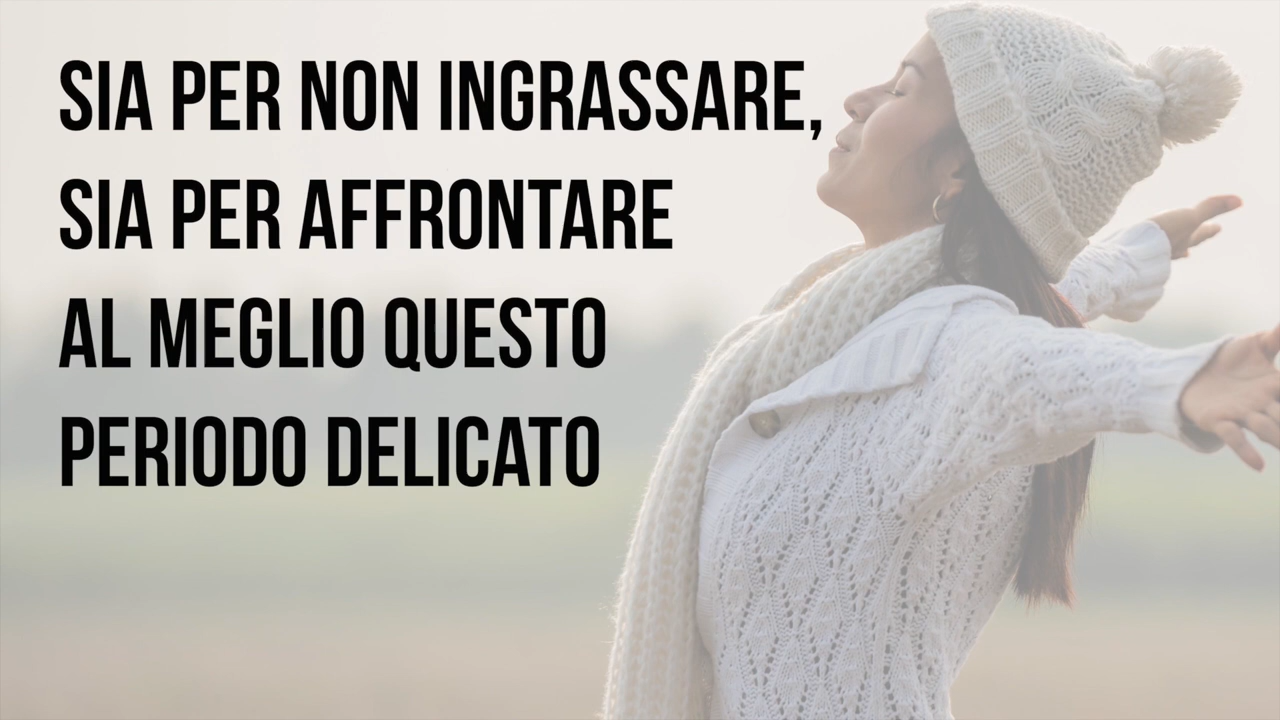 SIA PER NON INGRASSARE,
SIA PER AFFRONTARE
AL MEGLIO QUESTO
PERIODO DELICATO